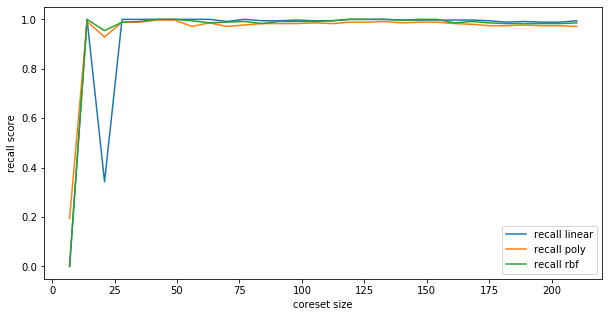 1.0
0.8
0.6
0.4
0.2
0.0
recall score
0 25 50 75 100 125 150 175 200
coreset size
recall linear
recall poly
recall rbf